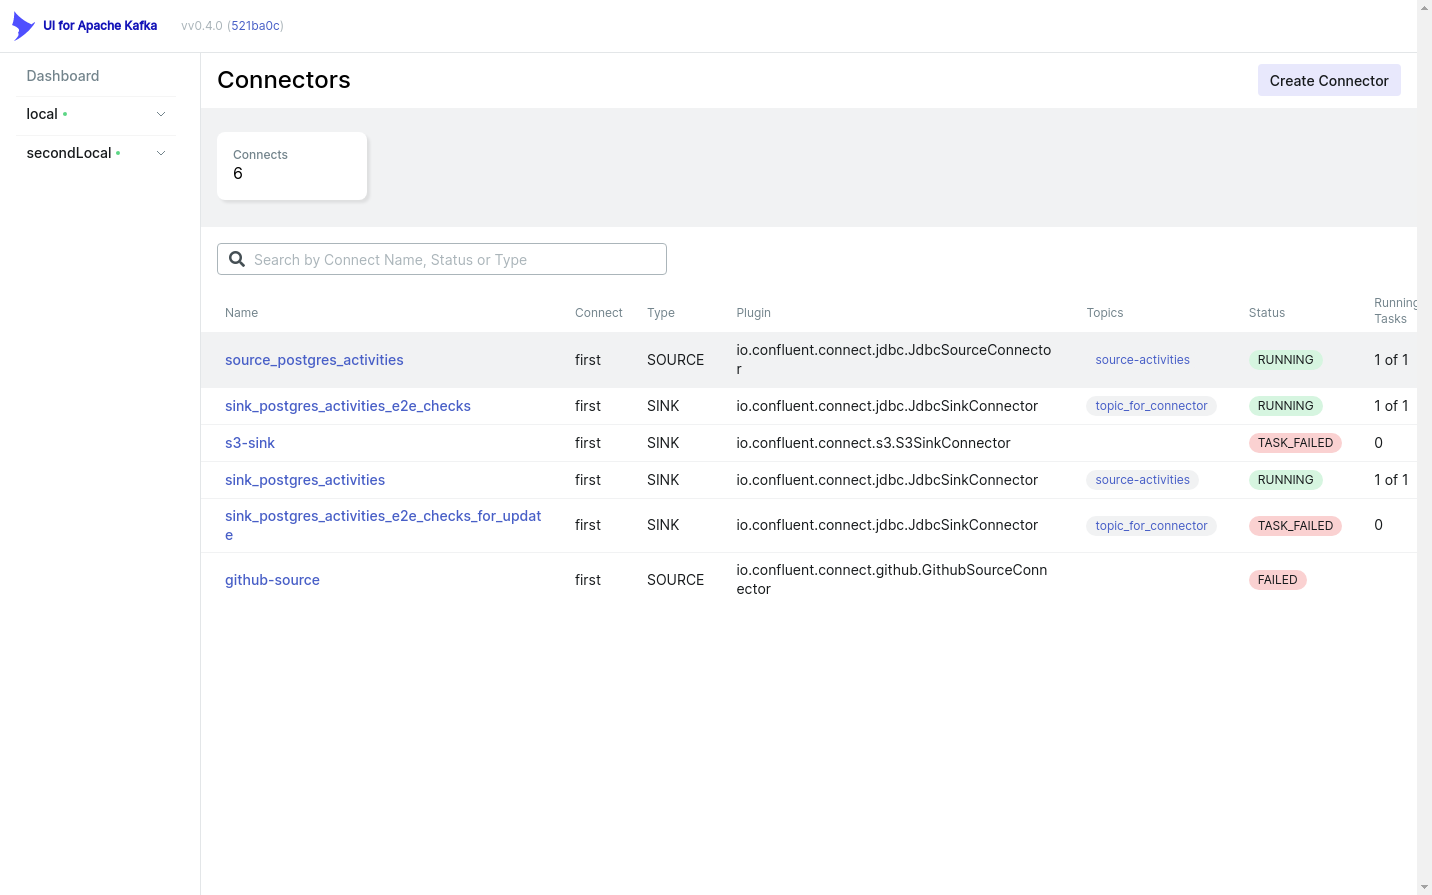 UI for Apache Kafka vv0.4.0 (521ba0c)
Dashboard
local
secondLocal
Connectors
Create Connector
Connects
6
Search by Connect Name, Status or Type
Name Connect Type Plugin Topics Status Running
Tasks
source_postgres_activities first SOURCE io.confluent.connect.jdbc.JdbcSourceConnecto
r source-activities RUNNING 1 of 1
sink_postgres_activities_e2e_checks first SINK io.confluent.connect.jdbc.JdbcSinkConnector topic_for_connector RUNNING 1 of 1
s3-sink first SINK io.confluent.connect.s3.S3SinkConnector TASK_FAILED 0
sink_postgres_activities first SINK io.confluent.connect.jdbc.JdbcSinkConnector source-activities RUNNING 1 of 1
sink_postgres_activities_e2e_checks_for_updat
e first SINK io.confluent.connect.jdbc.JdbcSinkConnector topic_for_connector TASK_FAILED 0
github-source first SOURCE io.confluent.connect.github.GithubSourceConn
ector FAILED